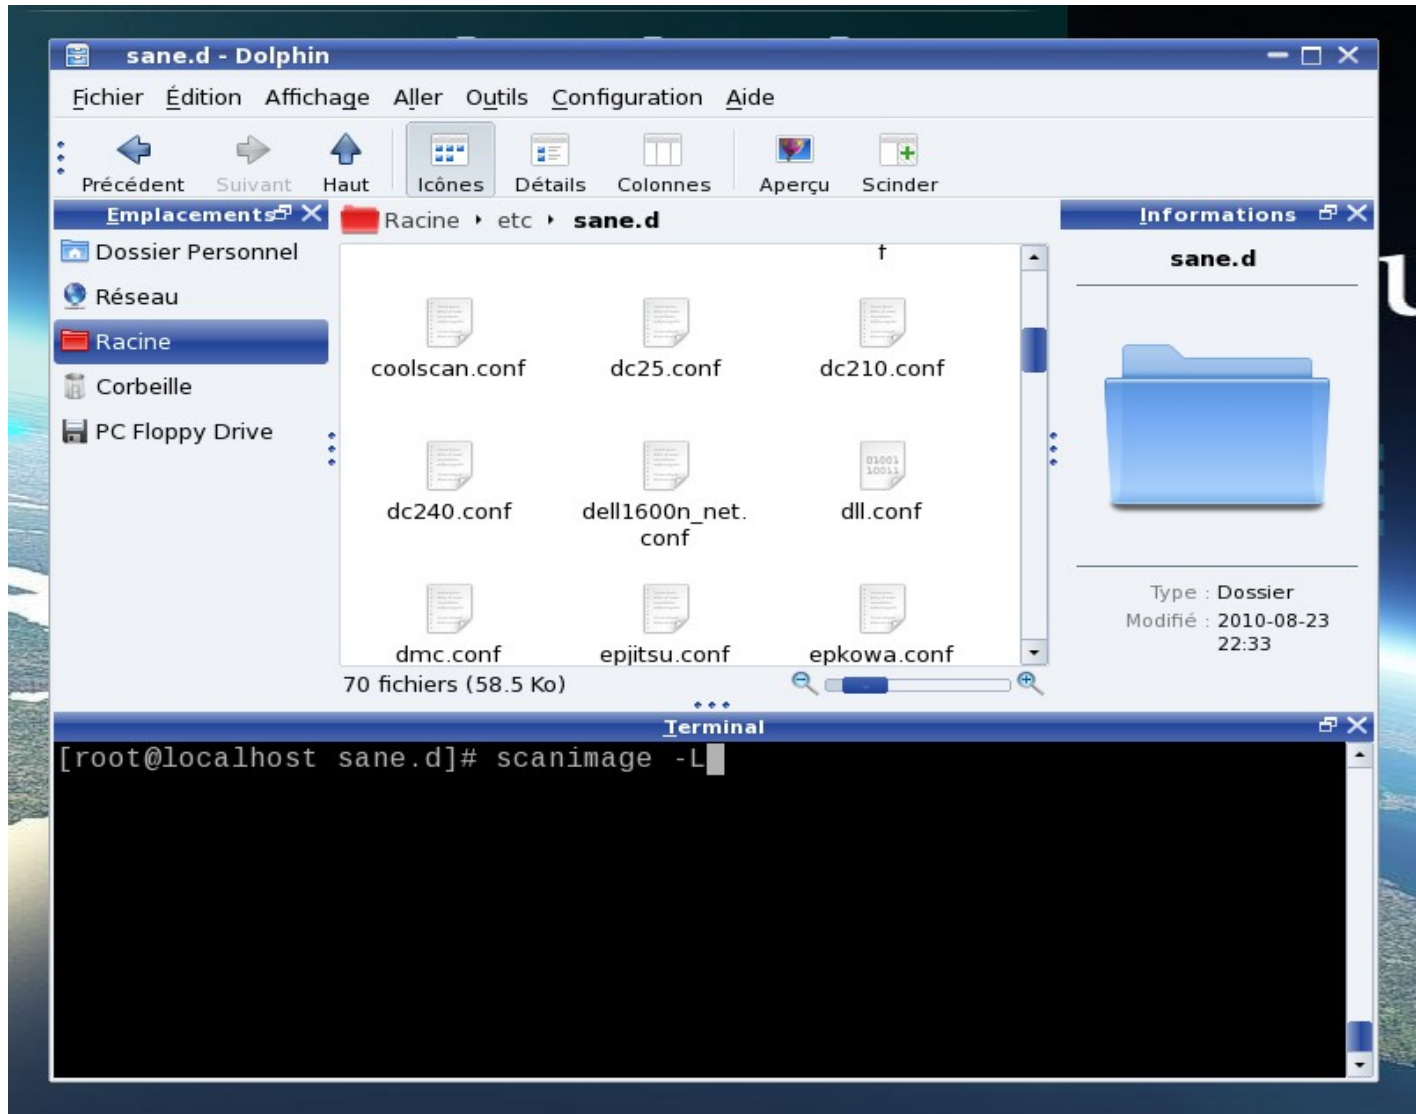 sane.d - Dolphin
Fichier Édition Affichage Aller Outils Configuration Aide
Précédent Suivant Haut Icônes Détails Colonnes Aperçu Scinder
Emplacements
Dossier Personnel
Réseau
Racine
Corbeille
PC Floppy Drive
Racine etc sane.d
f
coolscan.conf dc25.conf dc210.conf
dc240.conf dell1600n_net. dll.conf
conf
01001
10011
dmc.conf epjitsu.conf epkowa.conf
70 fichiers (58.5 Ko)
Informations
sane.d
Type : Dossier
Modifié : 2010-08-23
22:33
Terminal
[root@localhost sane.d]# scanimage -L